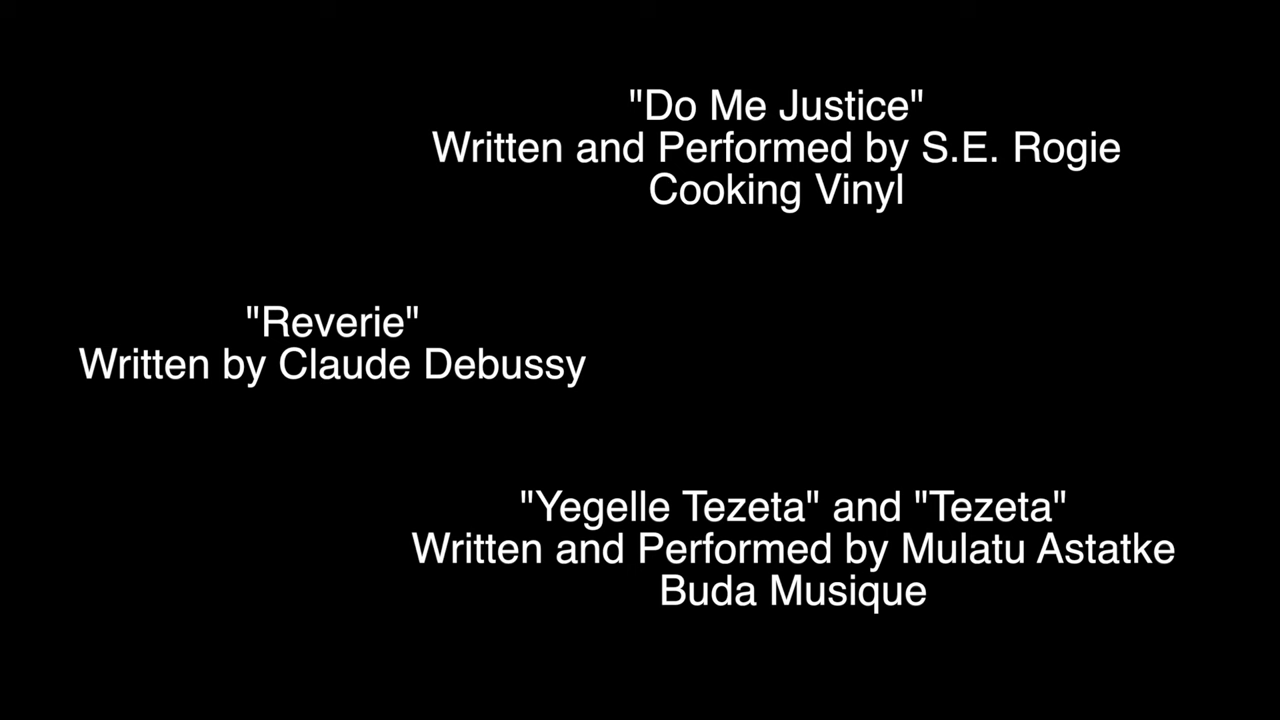 "Do Me Justice"
Written and Performed by S.E. Rogie
Cooking Vinyl
"Reverie"
Written by Claude Debussy
"Yegelle Tezeta" and "Tezeta"
Written and Performed by Mulatu Astatke
Buda Musique